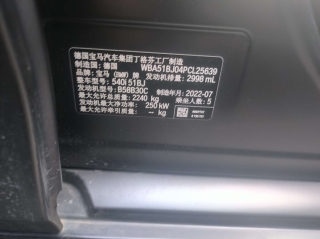 德国宝马汽车集团丁格芬工厂制造
制造国：德国 WBA51BJ04PCL25639
品牌：宝马（BMW）牌 发动机排量：2998 mL
整车型号：540i 51BJ
发动机型号：B58B30C 制造年月：2022-07
最大允许总质量：2240 kg 乘坐人数：5
发动机最大净功率：250 kW
最大允许牵引质量：- kg